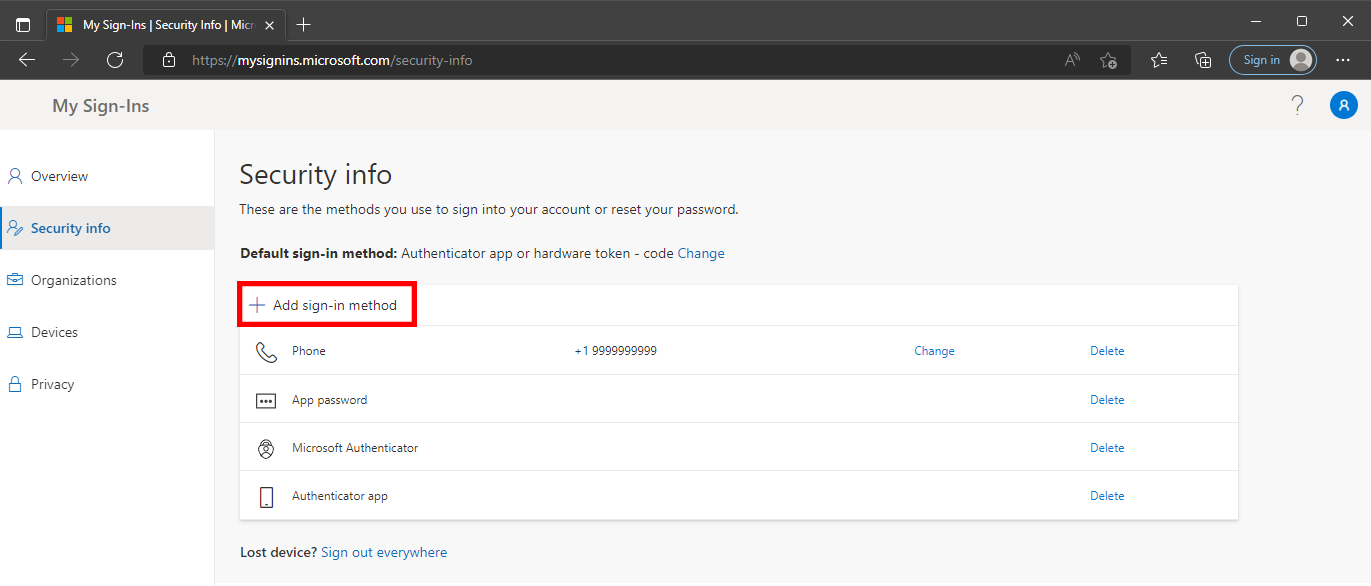 My Sign-Ins | Security Info | Micr
https://mysignins.microsoft.com/security-info
Sign in
My Sign-Ins
?
A
Overview
Security info
Organizations
Devices
Privacy
Security info
These are the methods you use to sign into your account or reset your password.
Default sign-in method: Authenticator app or hardware token - code Change
Add sign-in method
Phone +1 9999999999 Change Delete
App password Delete
Microsoft Authenticator Delete
Authenticator app Delete
Lost device? Sign out everywhere